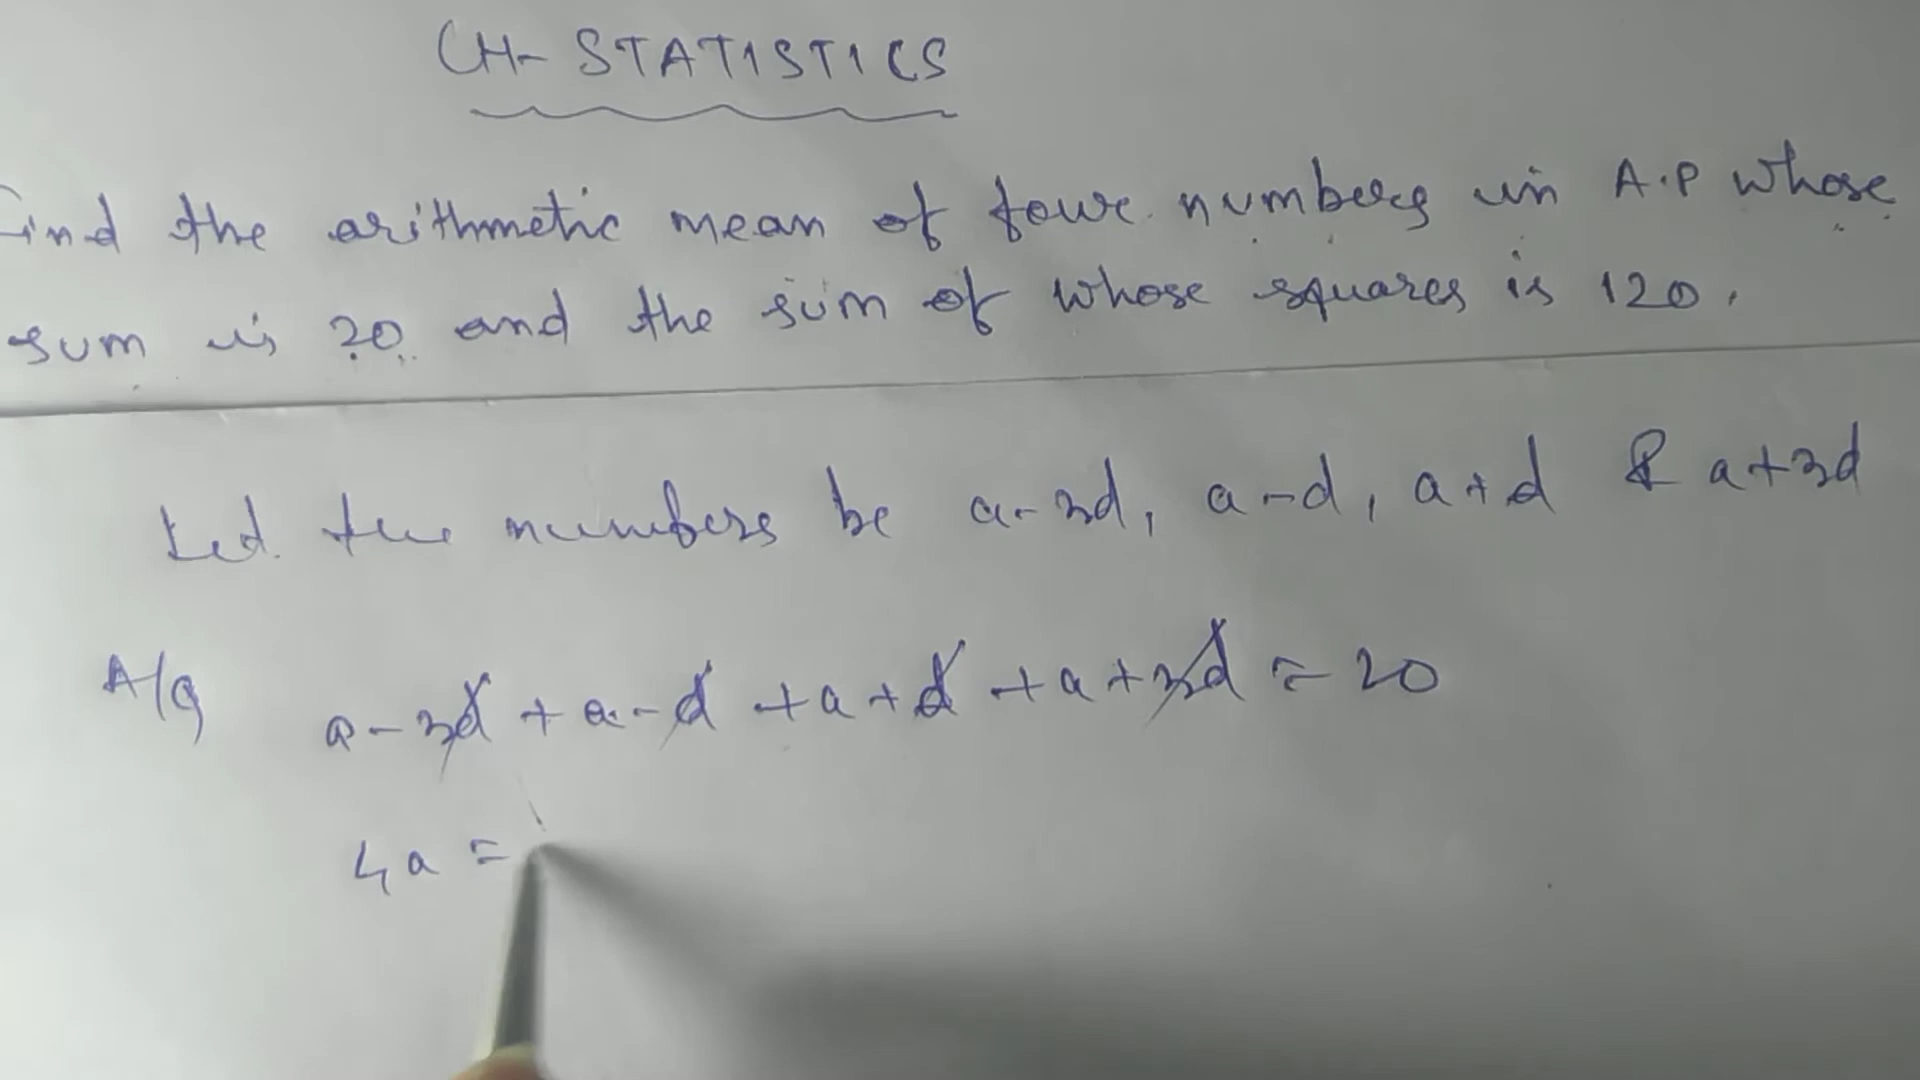 CH- STATISTICS
Find the arithmetic mean of four numbers in A.P whose
sum is 20 and the sum of whose squares is 120.
Let the numbers be a-3d, a-d, a+d & a+3d
A/q a-3d + a-d + a+d + a+3d = 20
4a =